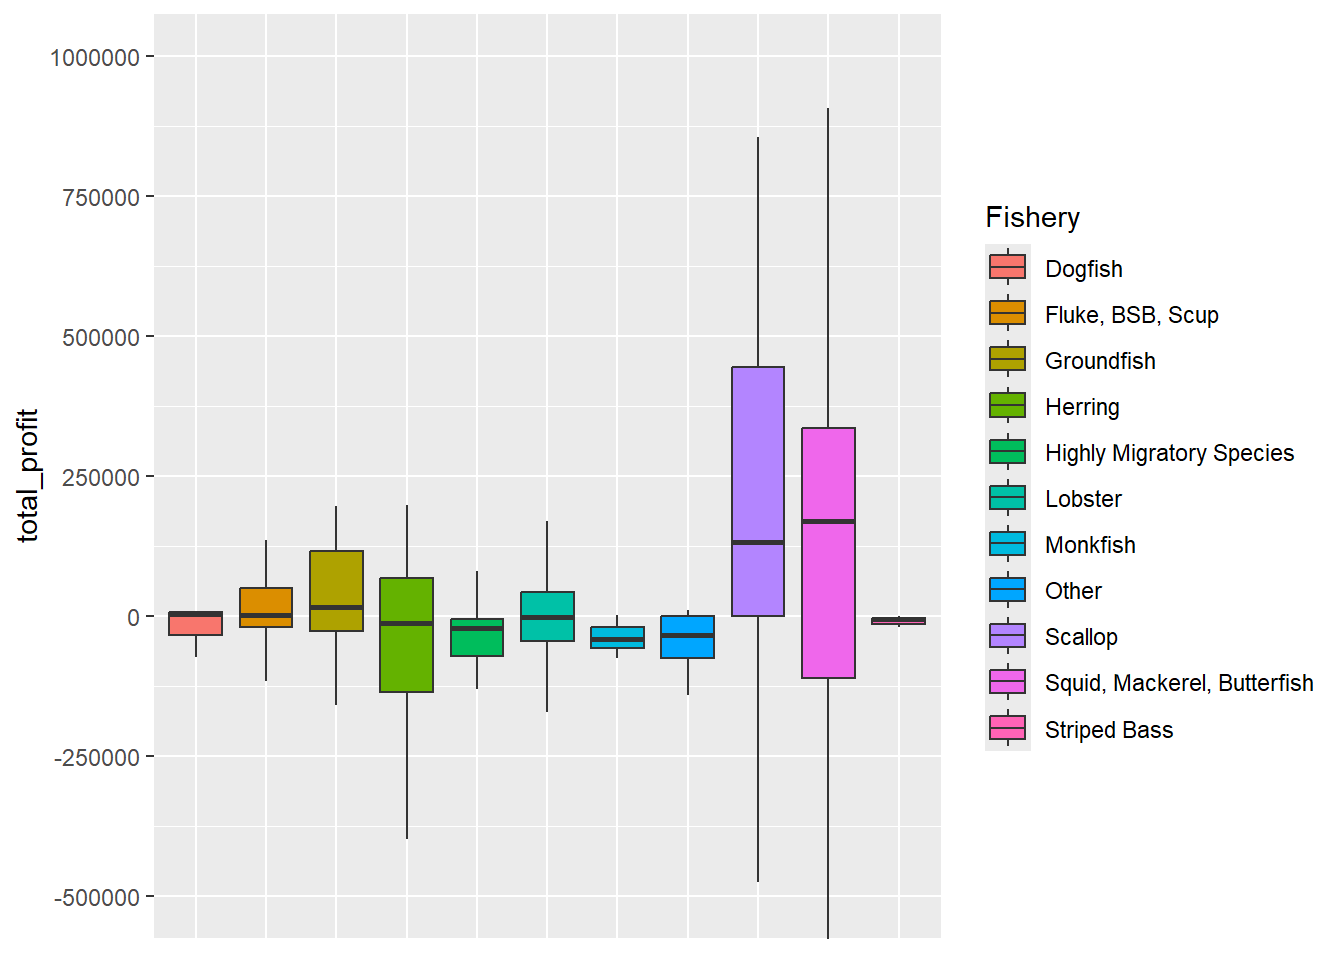 1000000
750000
500000
250000
0
-250000
-500000
total_profit
Fishery
Dogfish
Fluke, BSB, Scup
Groundfish
Herring
Highly Migratory Species
Lobster
Monkfish
Other
Scallop
Squid, Mackerel, Butterfish
Striped Bass